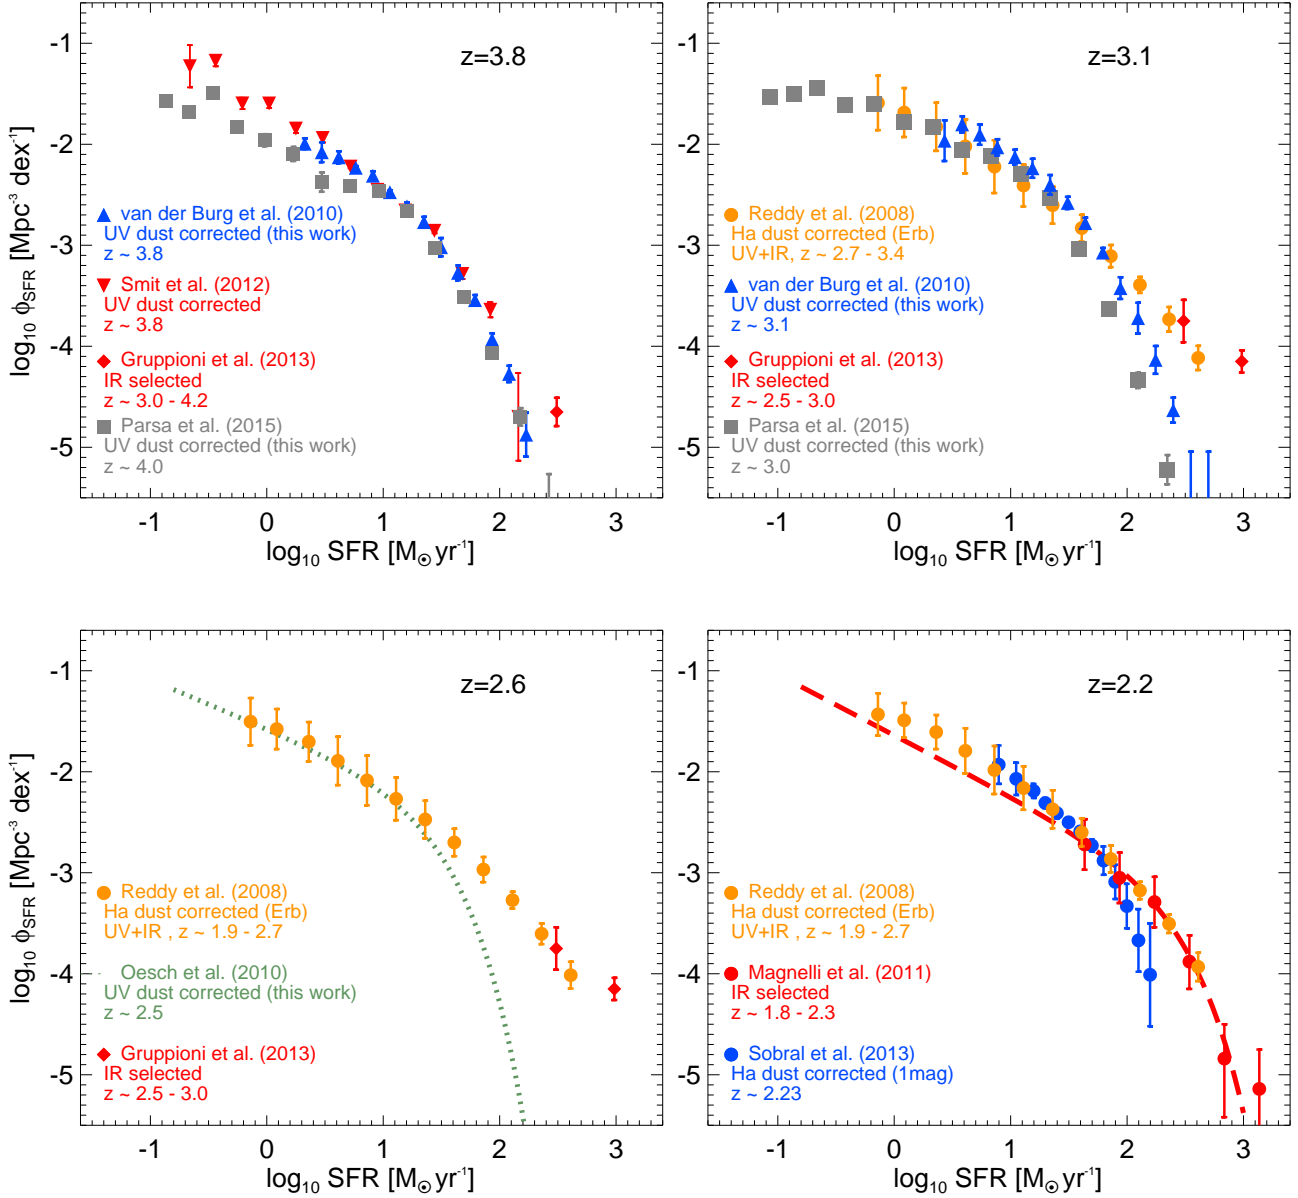 z=3.8
-1
-2
-3
-4
-5
log10 ϕSFR [Mpc-3 dex-1]
van der Burg et al. (2010)
UV dust corrected (this work)
z ~ 3.8
Smit et al. (2012)
UV dust corrected
z ~ 3.8
Gruppioni et al. (2013)
IR selected
z ~ 3.0 - 4.2
Parsa et al. (2015)
UV dust corrected (this work)
z ~ 4.0
-1 0 1 2 3
log10 SFR [M⊙ yr-1]
z=3.1
-1
-2
-3
-4
-5
Reddy et al. (2008)
Ha dust corrected (Erb)
UV+IR, z ~ 2.7 - 3.4
van der Burg et al. (2010)
UV dust corrected (this work)
z ~ 3.1
Gruppioni et al. (2013)
IR selected
z ~ 2.5 - 3.0
Parsa et al. (2015)
UV dust corrected (this work)
z ~ 3.0
-1 0 1 2 3
log10 SFR [M⊙ yr-1]
z=2.6
-1
-2
-3
-4
-5
log10 ϕSFR [Mpc-3 dex-1]
Reddy et al. (2008)
Ha dust corrected (Erb)
UV+IR , z ~ 1.9 - 2.7
Oesch et al. (2010)
UV dust corrected (this work)
z ~ 2.5
Gruppioni et al. (2013)
IR selected
z ~ 2.5 - 3.0
-1 0 1 2 3
log10 SFR [M⊙ yr-1]
z=2.2
-1
-2
-3
-4
-5
Reddy et al. (2008)
Ha dust corrected (Erb)
UV+IR , z ~ 1.9 - 2.7
Magnelli et al. (2011)
IR selected
z ~ 1.8 - 2.3
Sobral et al. (2013)
Ha dust corrected (1mag)
z ~ 2.23
-1 0 1 2 3
log10 SFR [M⊙ yr-1]